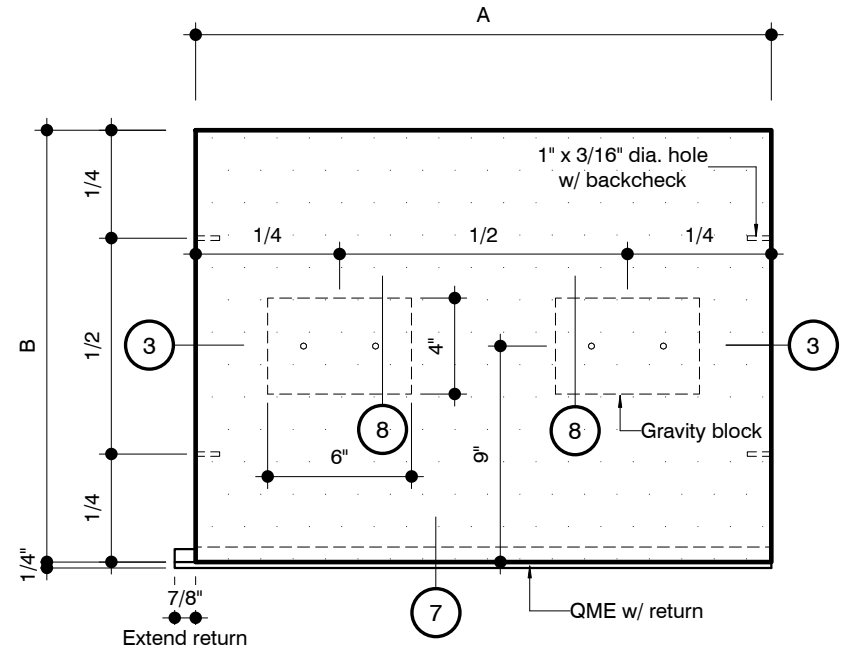 A
1" x 3/16" dia. hole
w/ backcheck
1/4
1/4
1/2
1/4
B
1/2
3
3
4"
8
8
Gravity block
6"
9"
1/4
1/4"
7/8"
7
QME w/ return
Extend return